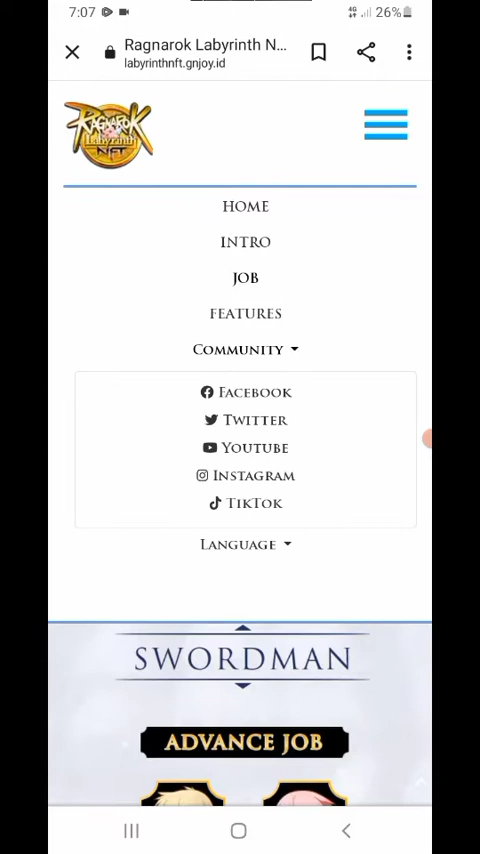 7:07
4G
26%
Ragnarok Labyrinth N...
labyrinthnft.gnjoy.id
RAGNAROK
Labyrinth
NFT
HOME
INTRO
JOB
FEATURES
COMMUNITY
FACEBOOK
TWITTER
YOUTUBE
INSTAGRAM
TIKTOK
LANGUAGE
SWORDMAN
ADVANCE JOB